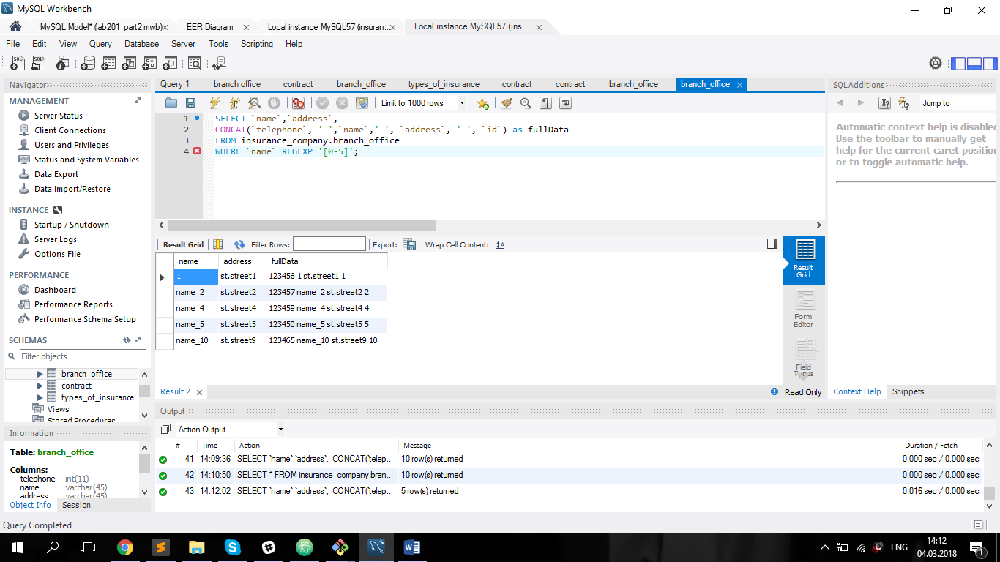 MySQL Workbench
MySQL Model* (lab201_part2.mwb)
EER Diagram
Local instance MySQL57 (insuran...
Local instance MySQL57 (ins...
File Edit View Query Database Server Tools Scripting Help
Navigator
MANAGEMENT
Server Status
Client Connections
Users and Privileges
Status and System Variables
Data Export
Data Import/Restore
INSTANCE
Startup / Shutdown
Server Logs
Options File
PERFORMANCE
Dashboard
Performance Reports
Performance Schema Setup
SCHEMAS
Filter objects
branch_office
contract
types_of_insurance
Views
Stored Procedures
Information
Table: branch_office
Columns:
telephone int(11)
name varchar(45)
address varchar(45)
Object Info Session
Query 1 branch office contract branch_office types_of_insurance contract contract branch_office branch_office
Limit to 1000 rows
1 SELECT `name`,`address`,
2 CONCAT(`telephone`, ' ',`name`,' ', `address`, ' ', `id`) as fullData
3 FROM insurance_company.branch_office
4 WHERE `name` REGEXP '[0-5]';
Result Grid Filter Rows: Export: Wrap Cell Content:
name address fullData
1 st.street1 123456 1 st.street1 1
name_2 st.street2 123457 name_2 st.street2 2
name_4 st.street4 123459 name_4 st.street4 4
name_5 st.street5 123450 name_5 st.street5 5
name_10 st.street9 123465 name_10 st.street9 10
Result Grid
Form Editor
Field Types
Result 2
Read Only
SQLAdditions
Jump to
Automatic context help is disabled
Use the toolbar to manually get
help for the current caret position
or to toggle automatic help.
Context Help Snippets
Output
Action Output
# Time Action Message Duration / Fetch
41 14:09:36 SELECT `name`,`address`, CONCAT(`telep... 10 row(s) returned 0.000 sec / 0.000 sec
42 14:10:50 SELECT * FROM insurance_company.bran... 10 row(s) returned 0.000 sec / 0.000 sec
43 14:12:02 SELECT `name`,`address`, CONCAT(`telep... 5 row(s) returned 0.016 sec / 0.000 sec
Query Completed
ENG
14:12
04.03.2018
1